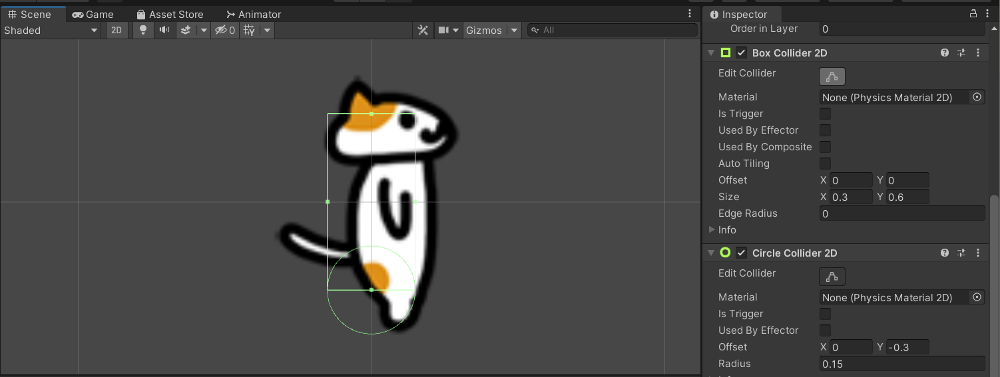 Scene Game Asset Store Animator
Shaded 2D 0 Gizmos All
Inspector
Order in Layer 0
Box Collider 2D
Edit Collider
Material None (Physics Material 2D)
Is Trigger
Used By Effector
Used By Composite
Auto Tiling
Offset X 0 Y 0
Size X 0.3 Y 0.6
Edge Radius 0
Info
Circle Collider 2D
Edit Collider
Material None (Physics Material 2D)
Is Trigger
Used By Effector
Offset X 0 Y -0.3
Radius 0.15